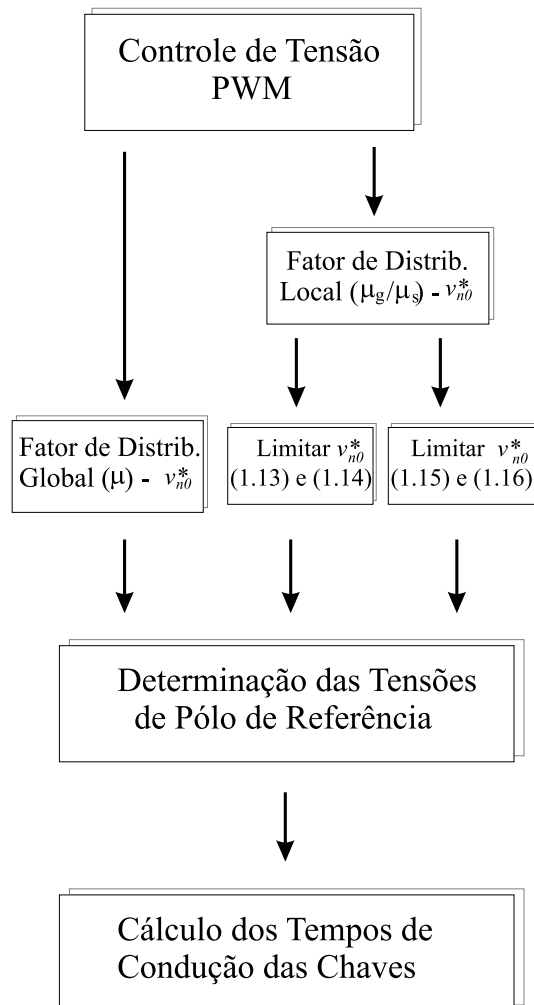 Controle de Tensão
PWM
Fator de Distrib.
Local (μg/μs) - v*n0
Fator de Distrib.
Global (μ) - v*n0
Limitar v*n0
(1.13) e (1.14)
Limitar v*n0
(1.15) e (1.16)
Determinação das Tensões
de Pólo de Referência
Cálculo dos Tempos de
Condução das Chaves